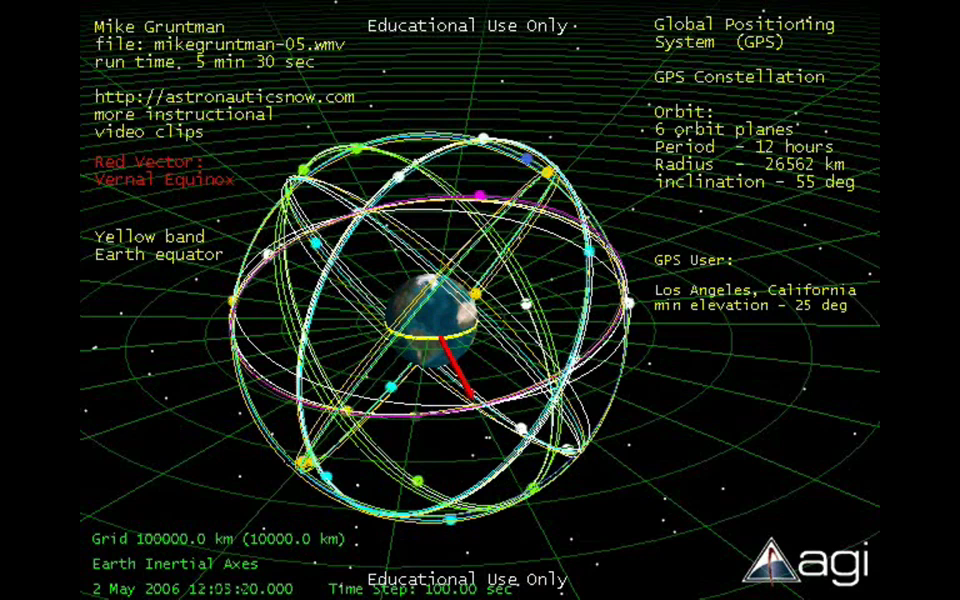 Mike Gruntman
file: mikegruntman-05.wmv
run time. 5 min 30 sec
http://astronauticsnow.com
more instructional
video clips
Red Vector:
Vernal Equinox
Yellow band
Earth equator
Educational Use Only
Global Positioning
System (GPS)
GPS Constellation
Orbit:
6 orbit planes
Period - 12 hours
Radius - 26562 km
inclination - 55 deg
GPS User:
Los Angeles, California
min elevation - 25 deg
Grid 100000.0 km (10000.0 km)
Earth Inertial Axes
2 May 2006 12:05:20.000 Time Step: 100.00 sec
Educational Use Only
agi